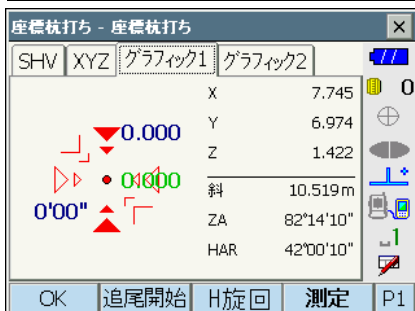 座標杭打ち - 座標杭打ち
SHV XYZ グラフィック1 グラフィック2
0
X 7.745
0.000
Y 6.974
Z 1.422
0.000
斜 10.519m
0'00"
ZA 82°14'10"
HAR 42°00'10"
1
OK 追尾開始 H旋回 測定 P1